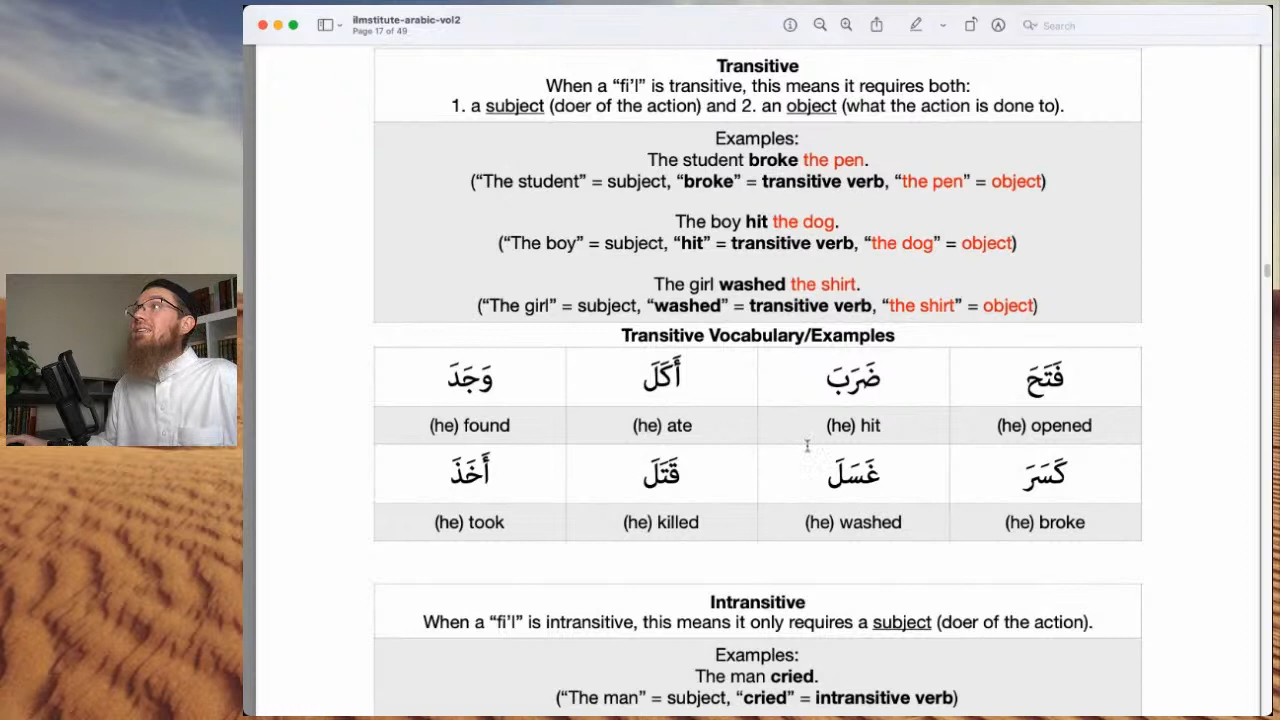 ilmstitute-arabic-vol2
Page 17 of 49
Search
Transitive
When a “fi’l” is transitive, this means it requires both:
1. a subject (doer of the action) and 2. an object (what the action is done to).
Examples:
The student broke the pen.
(“The student” = subject, “broke” = transitive verb, “the pen” = object)
The boy hit the dog.
(“The boy” = subject, “hit” = transitive verb, “the dog” = object)
The girl washed the shirt.
(“The girl” = subject, “washed” = transitive verb, “the shirt” = object)
Transitive Vocabulary/Examples
وَجَدَ أَكَلَ ضَرَبَ فَتَحَ
(he) found (he) ate (he) hit (he) opened
أَخَذَ قَتَلَ غَسَلَ كَسَرَ
(he) took (he) killed (he) washed (he) broke
Intransitive
When a “fi’l” is intransitive, this means it only requires a subject (doer of the action).
Examples:
The man cried.
(“The man” = subject, “cried” = intransitive verb)